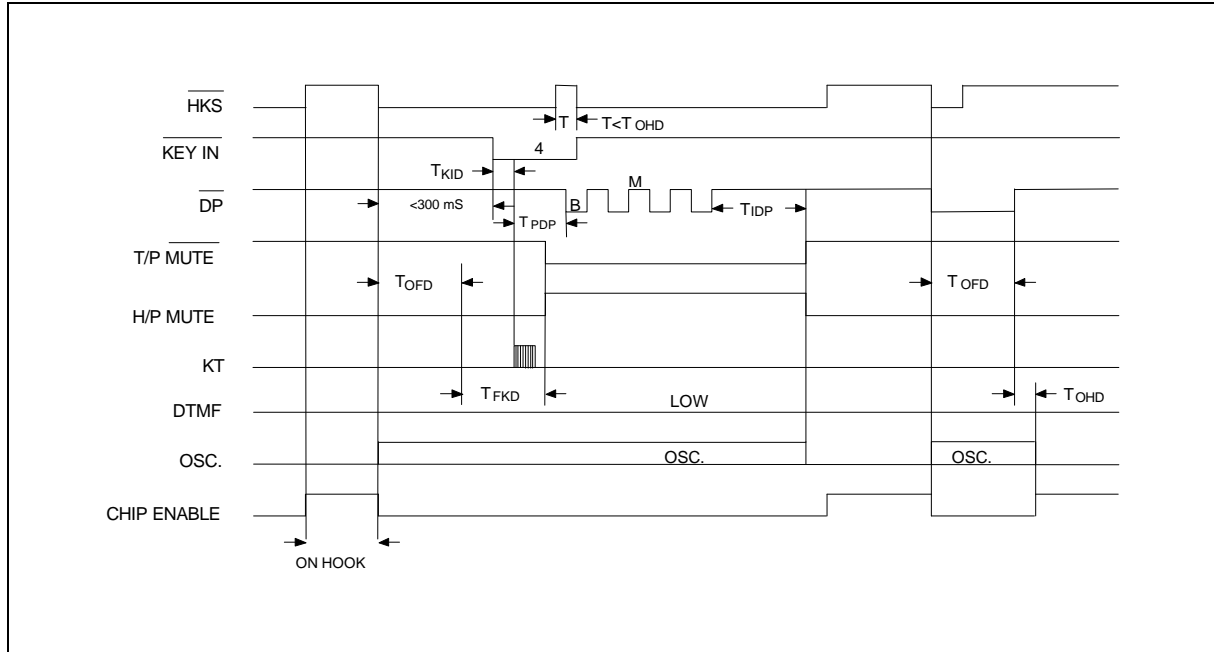 HKS
T T<T OHD
KEY IN
4
T KID
M
DP
<300 mS
B
T IDP
T PDP
T/P MUTE
T OFD
T OFD
H/P MUTE
KT
T FKD
T OHD
DTMF
LOW
OSC.
OSC.
OSC.
CHIP ENABLE
ON HOOK